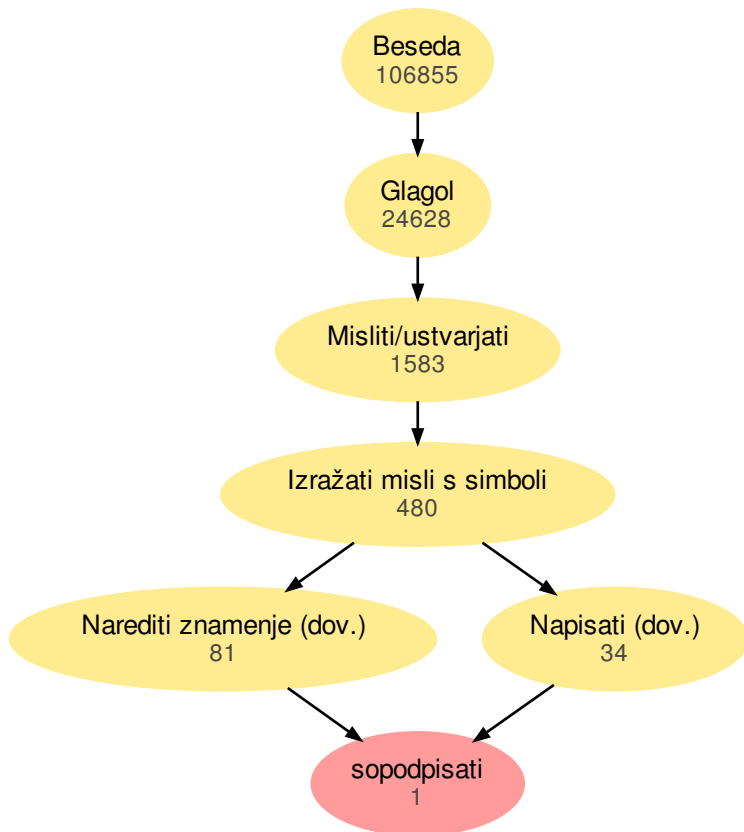 Beseda
106855
Glagol
24628
Misliti/ustvarjati
1583
Izražati misli s simboli
480
Narediti znamenje (dov.)
81
Napisati (dov.)
34
sopodpisati
1